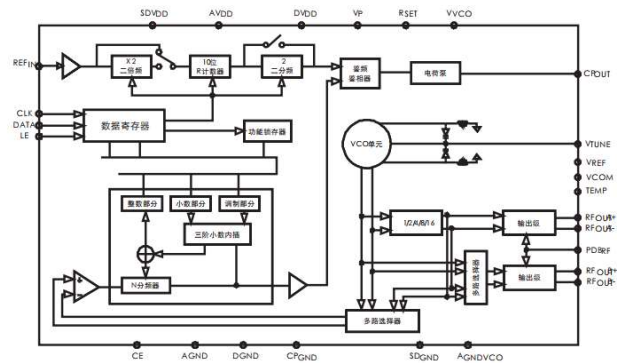 SDVDD AVDD DVDD VP RSET VVCO
REFIN
X2
二倍频
10位
R计数器
2
二分频
鉴频
鉴相器
电荷泵
CPOUT
CLK
DATA
LE
数据寄存器
功能锁存器
VCO单元
VTUNE
VREF
VCOM
TEMP
整数部分
小数部分
调制部分
三阶小数内插
N分频器
1/2/4/8/16
输出级
RFOUTA+
RFOUTA-
PDBRF
多路选择器
输出级
RFOUTB+
RFOUTB-
多路选择器
CE AGND DGND CPGND SDGND AGNDVCO